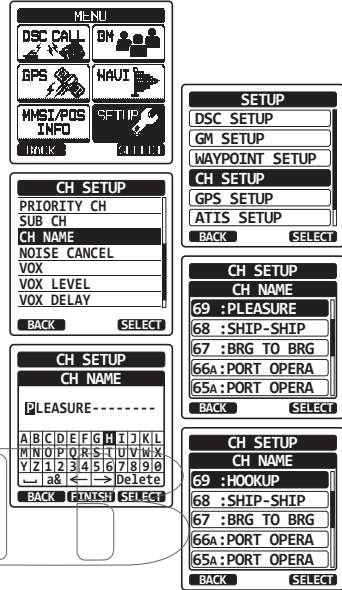 MENU
DSC CALL
GM
GPS
NAVI
MMSI/POS
INFO
SETUP
BACK
SELECT
SETUP
DSC SETUP
GM SETUP
WAYPOINT SETUP
CH SETUP
GPS SETUP
ATIS SETUP
BACK SELECT
CH SETUP
PRIORITY CH
SUB CH
CH NAME
NOISE CANCEL
VOX
VOX LEVEL
VOX DELAY
BACK SELECT
CH SETUP
CH NAME
69 :PLEASURE
68 :SHIP-SHIP
67 :BRG TO BRG
66A:PORT OPERA
65A:PORT OPERA
BACK SELECT
CH SETUP
CH NAME
PLEASURE--------
A B C D E F G H I J K L
M N O P Q R S T U V W X
Y Z 1 2 3 4 5 6 7 8 9 0
a& ← → Delete
BACK FINISH SELECT
CH SETUP
CH NAME
69 :HOOKUP
68 :SHIP-SHIP
67 :BRG TO BRG
66A:PORT OPERA
65A:PORT OPERA
BACK SELECT